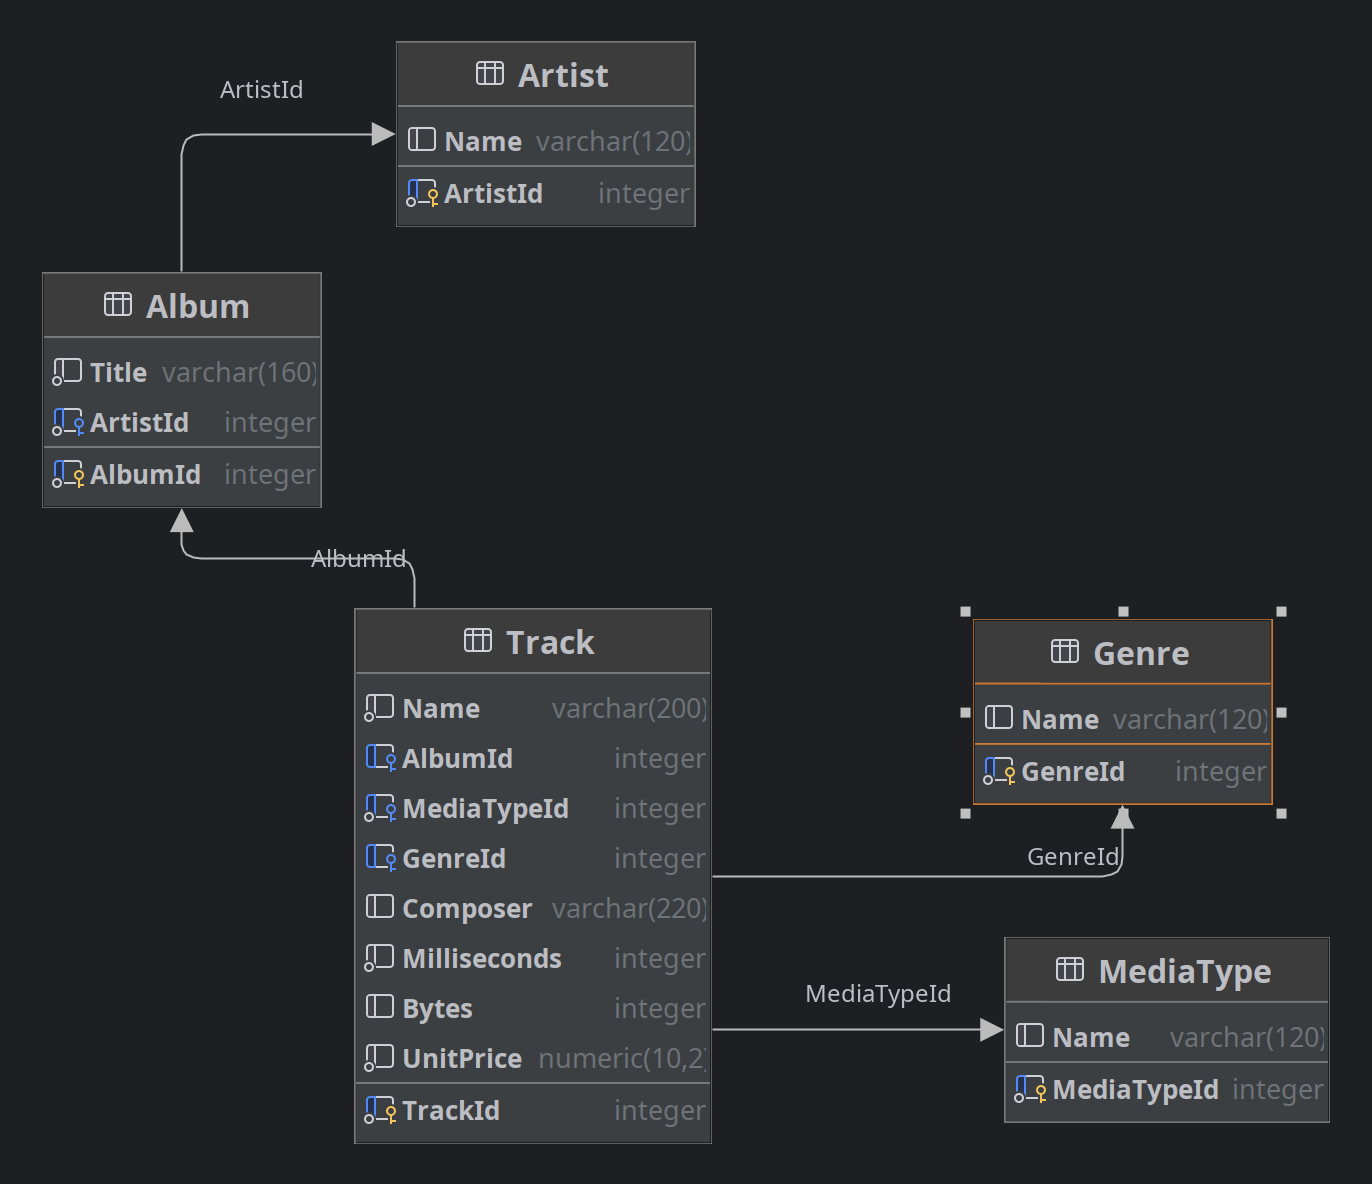 Artist
ArtistId
Name varchar(120)
ArtistId integer
Album
Title varchar(160)
ArtistId integer
AlbumId integer
AlbumId
Track
Name varchar(200)
AlbumId integer
MediaTypeId integer
GenreId integer
Composer varchar(220)
Milliseconds integer
Bytes integer
UnitPrice numeric(10,2)
TrackId integer
Genre
Name varchar(120)
GenreId integer
GenreId
MediaTypeId
MediaType
Name varchar(120)
MediaTypeId integer